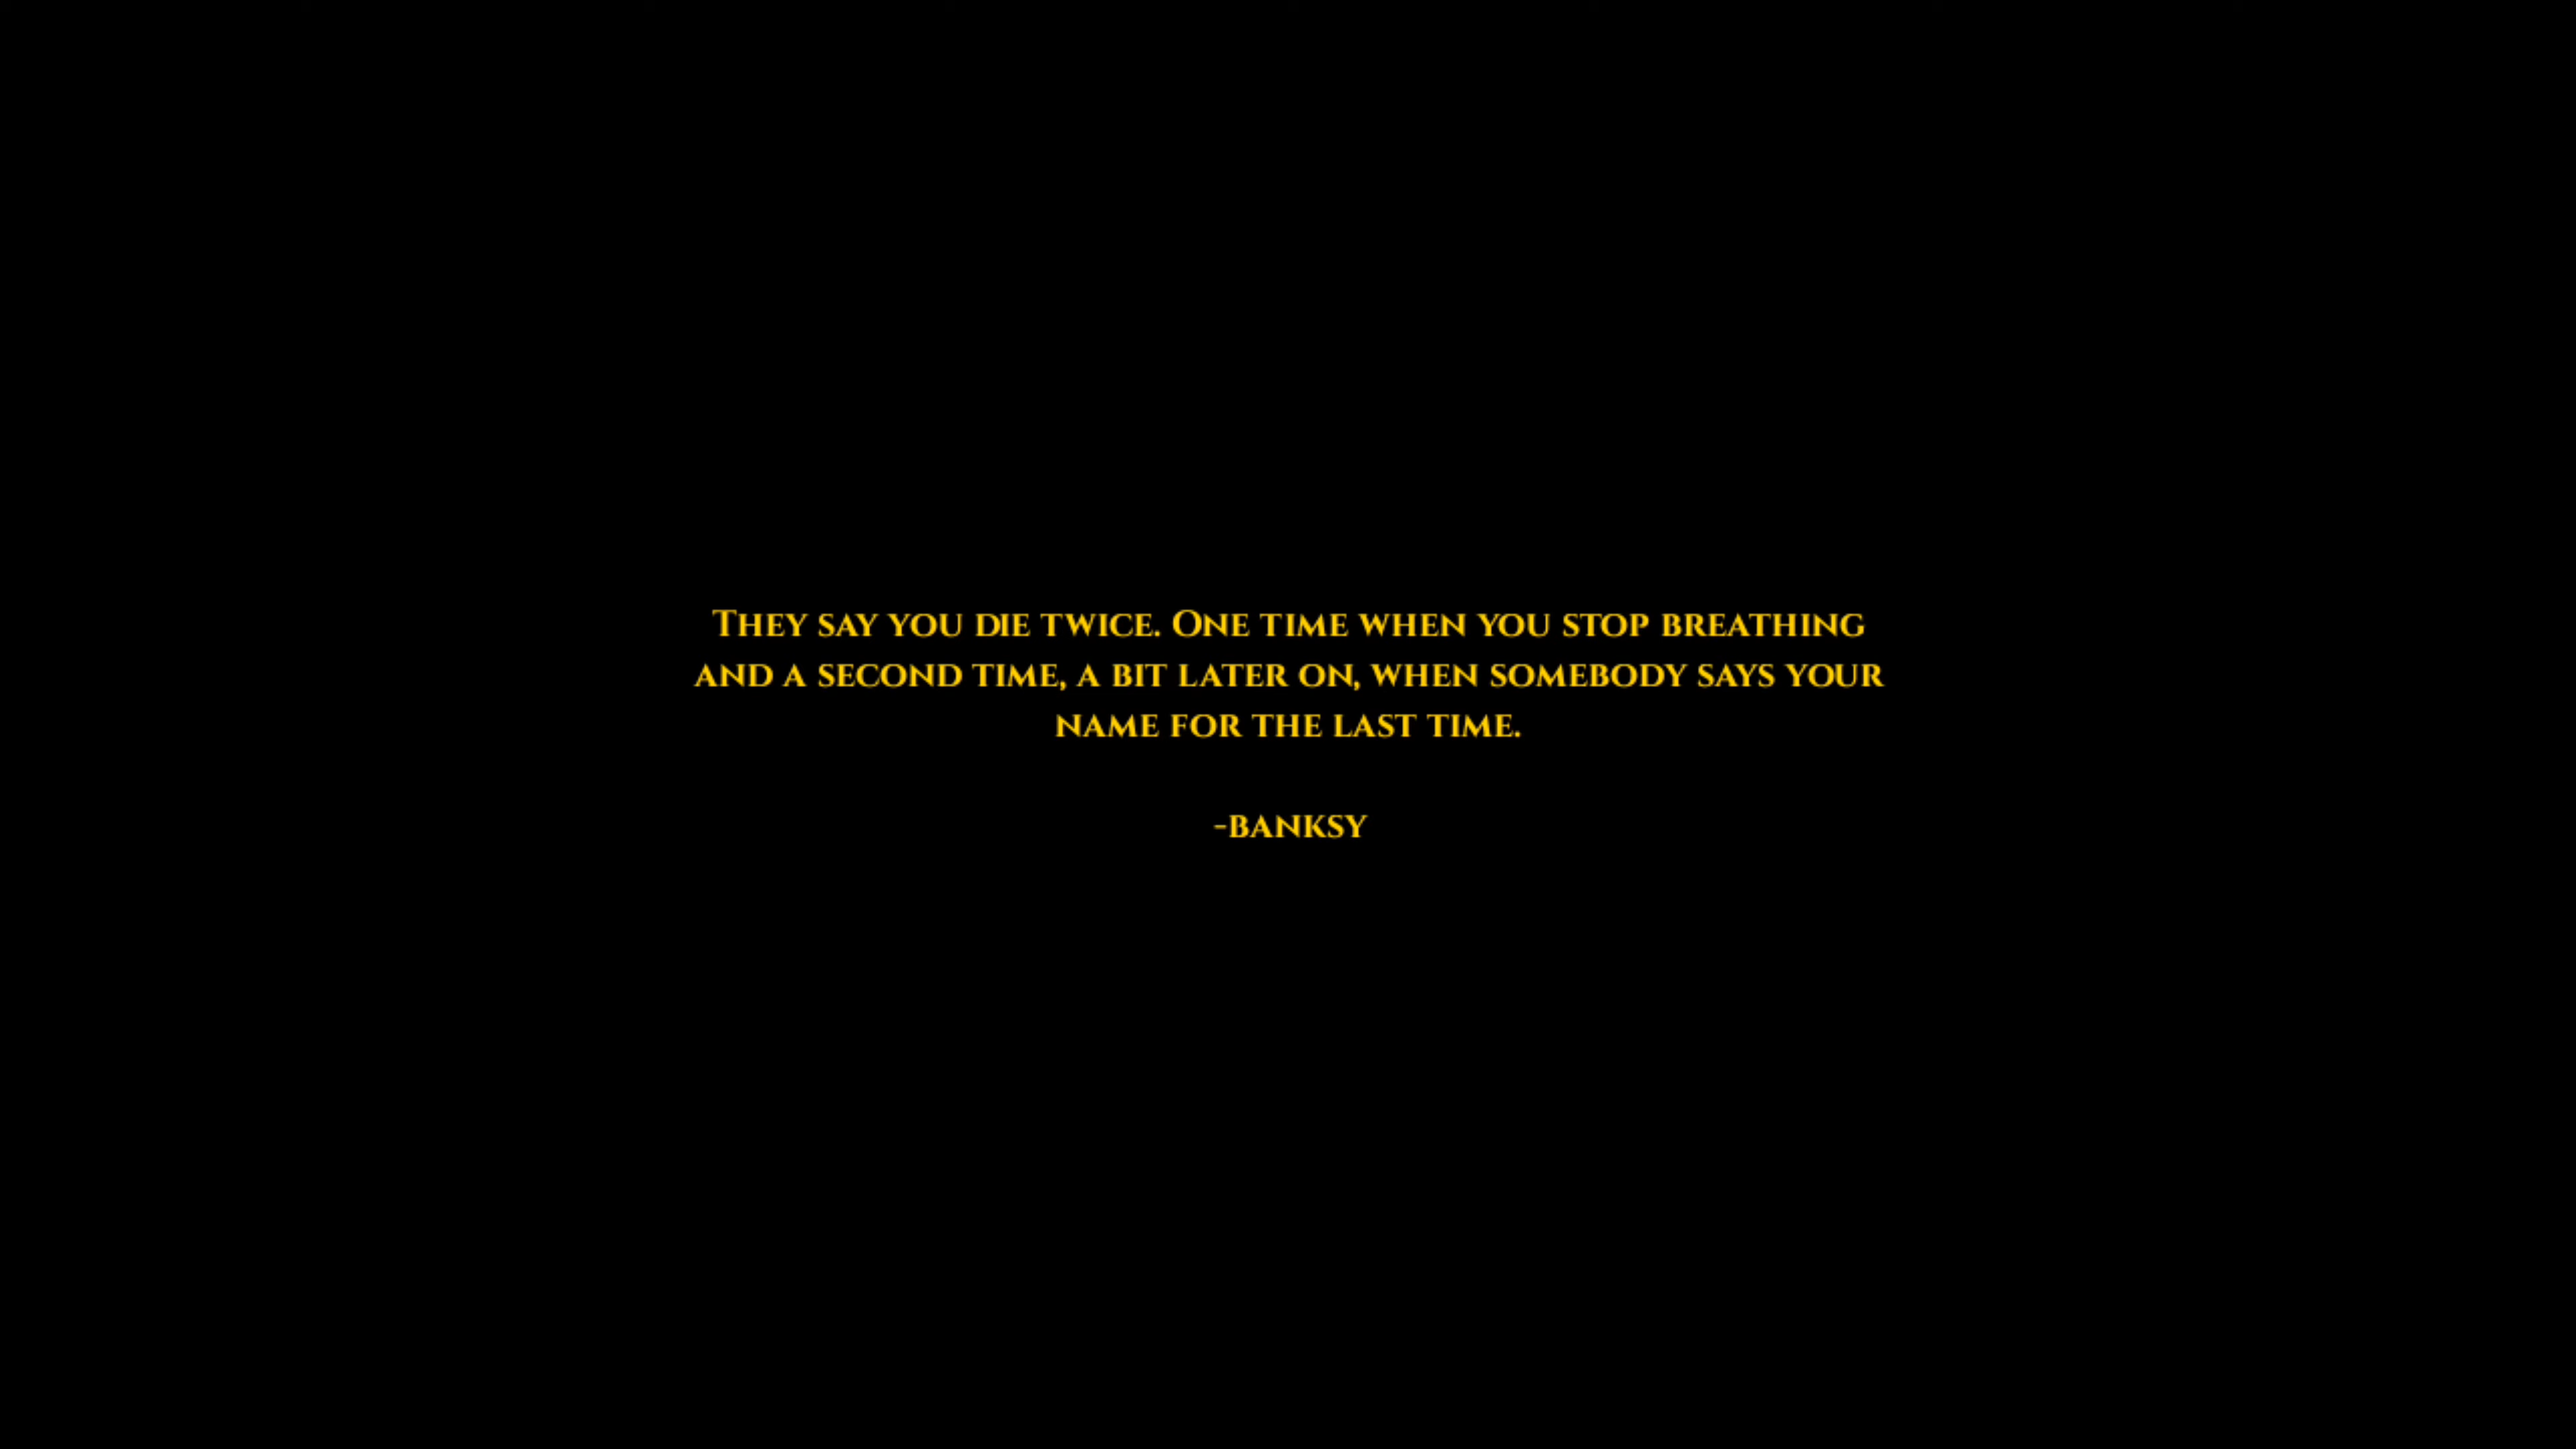 They say you die twice. One time when you stop breathing
and a second time, a bit later on, when somebody says your
name for the last time.
-banksy